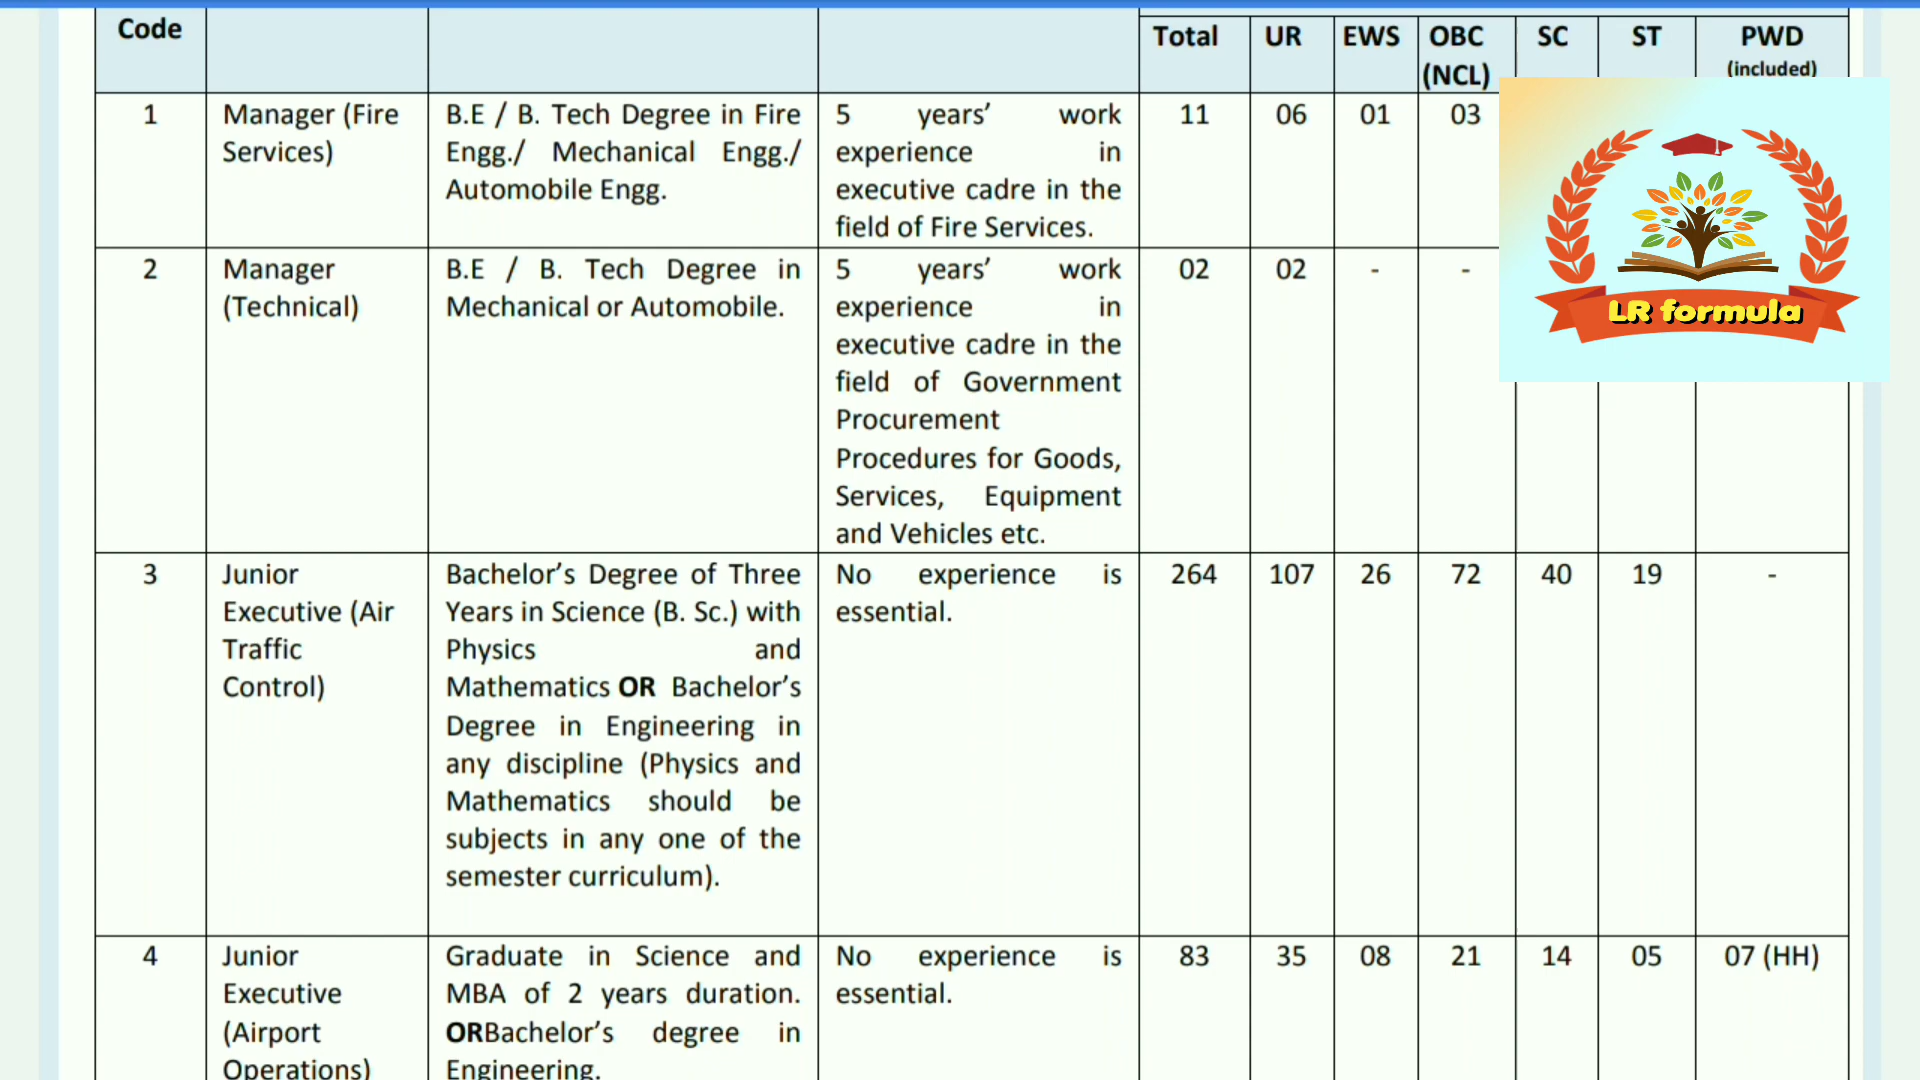 Code
Total UR EWS OBC SC ST PWD
(NCL) (included)
1 Manager (Fire B.E / B. Tech Degree in Fire 5 years’ work 11 06 01 03
Services) Engg./ Mechanical Engg./ experience in
Automobile Engg. executive cadre in the
field of Fire Services.
LR formula
2 Manager B.E / B. Tech Degree in 5 years’ work 02 02 - -
(Technical) Mechanical or Automobile. experience in
executive cadre in the
field of Government
Procurement
Procedures for Goods,
Services, Equipment
and Vehicles etc.
3 Junior Bachelor’s Degree of Three No experience is 264 107 26 72 40 19 -
Executive (Air Years in Science (B. Sc.) with essential.
Traffic Physics and
Control) Mathematics OR Bachelor’s
Degree in Engineering in
any discipline (Physics and
Mathematics should be
subjects in any one of the
semester curriculum).
4 Junior Graduate in Science and No experience is 83 35 08 21 14 05 07 (HH)
Executive MBA of 2 years duration. essential.
(Airport ORBachelor’s degree in
Operations) Engineering.